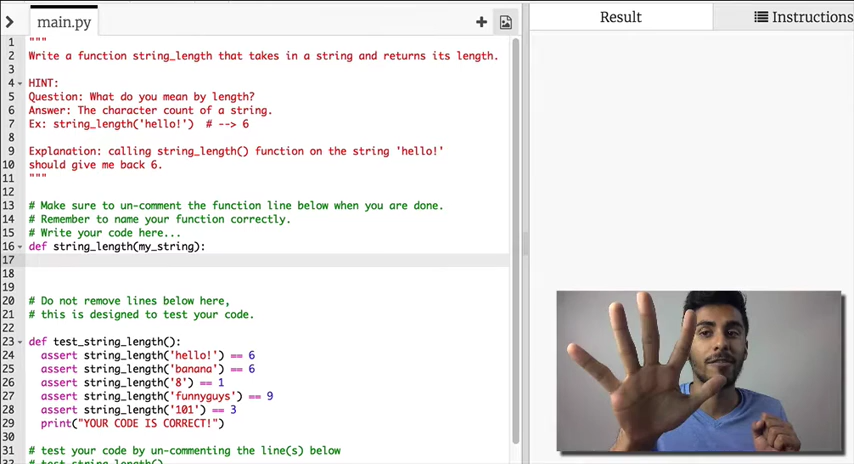 main.py
Result
Instructions
1 """
2 Write a function string_length that takes in a string and returns its length.
3
4 HINT:
5 Question: What do you mean by length?
6 Answer: The character count of a string.
7 Ex: string_length('hello!')  # --> 6
8
9 Explanation: calling string_length() function on the string 'hello!'
10 should give me back 6.
11 """
12
13 # Make sure to un-comment the function line below when you are done.
14 # Remember to name your function correctly.
15 # Write your code here...
16 def string_length(my_string):
17
18
19
20 # Do not remove lines below here,
21 # this is designed to test your code.
22
23 def test_string_length():
24   assert string_length('hello!') == 6
25   assert string_length('banana') == 6
26   assert string_length('8') == 1
27   assert string_length('funnyguys') == 9
28   assert string_length('101') == 3
29   print("YOUR CODE IS CORRECT!")
30
31 # test your code by un-commenting the line(s) below
32 # test_string_length()